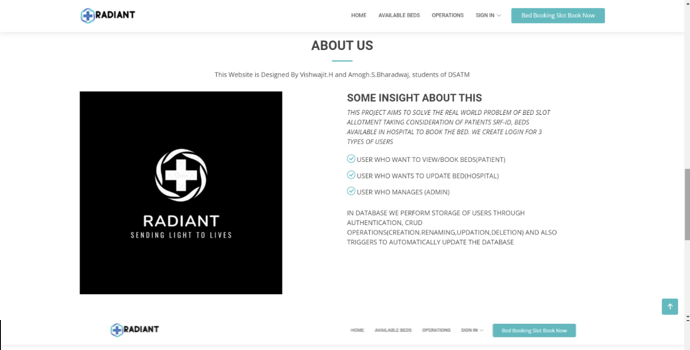 RADIANT
HOME AVAILABLE BEDS OPERATIONS SIGN IN Bed Booking Slot Book Now
ABOUT US
This Website is Designed By Vishwajit.H and Amogh.S.Bharadwaj, students of DSATM
RADIANT
SENDING LIGHT TO LIVES
SOME INSIGHT ABOUT THIS
THIS PROJECT AIMS TO SOLVE THE REAL WORLD PROBLEM OF BED SLOT
ALLOTMENT TAKING CONSIDERATION OF PATIENTS SRF-ID, BEDS
AVAILABLE IN HOSPITAL TO BOOK THE BED. WE CREATE LOGIN FOR 3
TYPES OF USERS
USER WHO WANT TO VIEW/BOOK BEDS(PATIENT)
USER WHO WANTS TO UPDATE BED(HOSPITAL)
USER WHO MANAGES (ADMIN)
IN DATABASE WE PERFORM STORAGE OF USERS THROUGH
AUTHENTICATION, CRUD
OPERATIONS(CREATION.RENAMING,UPDATION,DELETION) AND ALSO
TRIGGERS TO AUTOMATICALLY UPDATE THE DATABASE
RADIANT
HOME AVAILABLE BEDS OPERATIONS SIGN IN Bed Booking Slot Book Now